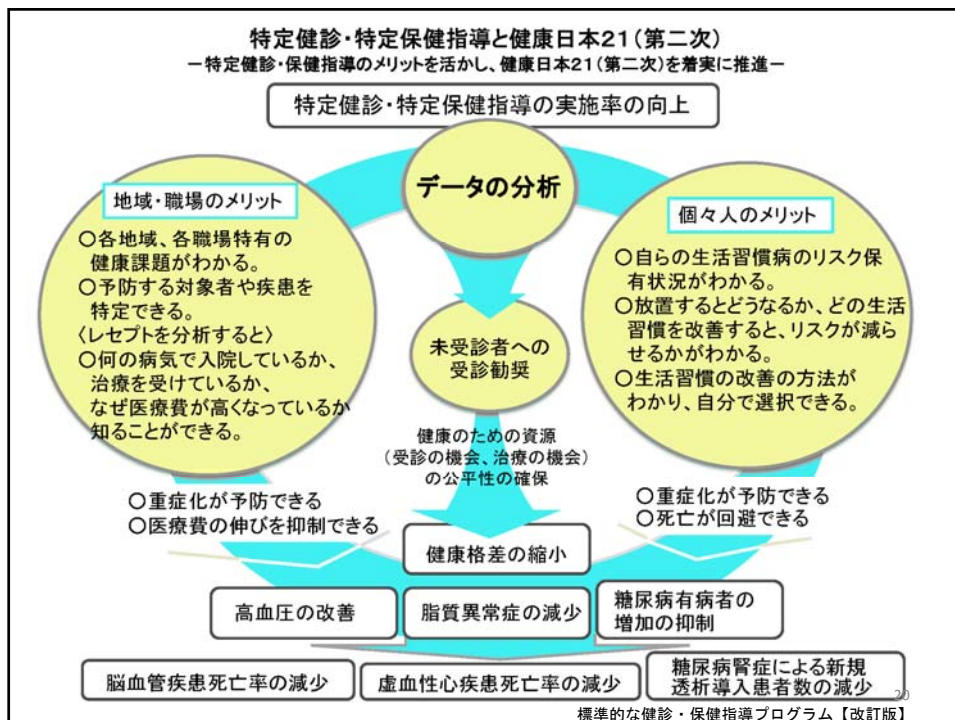 特定健診・特定保健指導と健康日本21(第二次)
－特定健診・保健指導のメリットを活かし、健康日本21(第二次)を着実に推進－
特定健診・特定保健指導の実施率の向上
データの分析
地域・職場のメリット
○各地域、各職場特有の
健康課題がわかる。
○予防する対象者や疾患を
特定できる。
〈レセプトを分析すると〉
○何の病気で入院しているか、
治療を受けているか、
なぜ医療費が高くなっているか
知ることができる。
個々人のメリット
○自らの生活習慣病のリスク保
有状況がわかる。
○放置するとどうなるか、どの生活
習慣を改善すると、リスクが減ら
せるかがわかる。
○生活習慣の改善の方法が
わかり、自分で選択できる。
未受診者への
受診勧奨
健康のための資源
(受診の機会、治療の機会)
の公平性の確保
○重症化が予防できる
○医療費の伸びを抑制できる
○重症化が予防できる
○死亡が回避できる
健康格差の縮小
高血圧の改善
脂質異常症の減少
糖尿病有病者の
増加の抑制
脳血管疾患死亡率の減少
虚血性心疾患死亡率の減少
糖尿病腎症による新規
透析導入患者数の減少
20
標準的な健診・保健指導プログラム【改訂版】